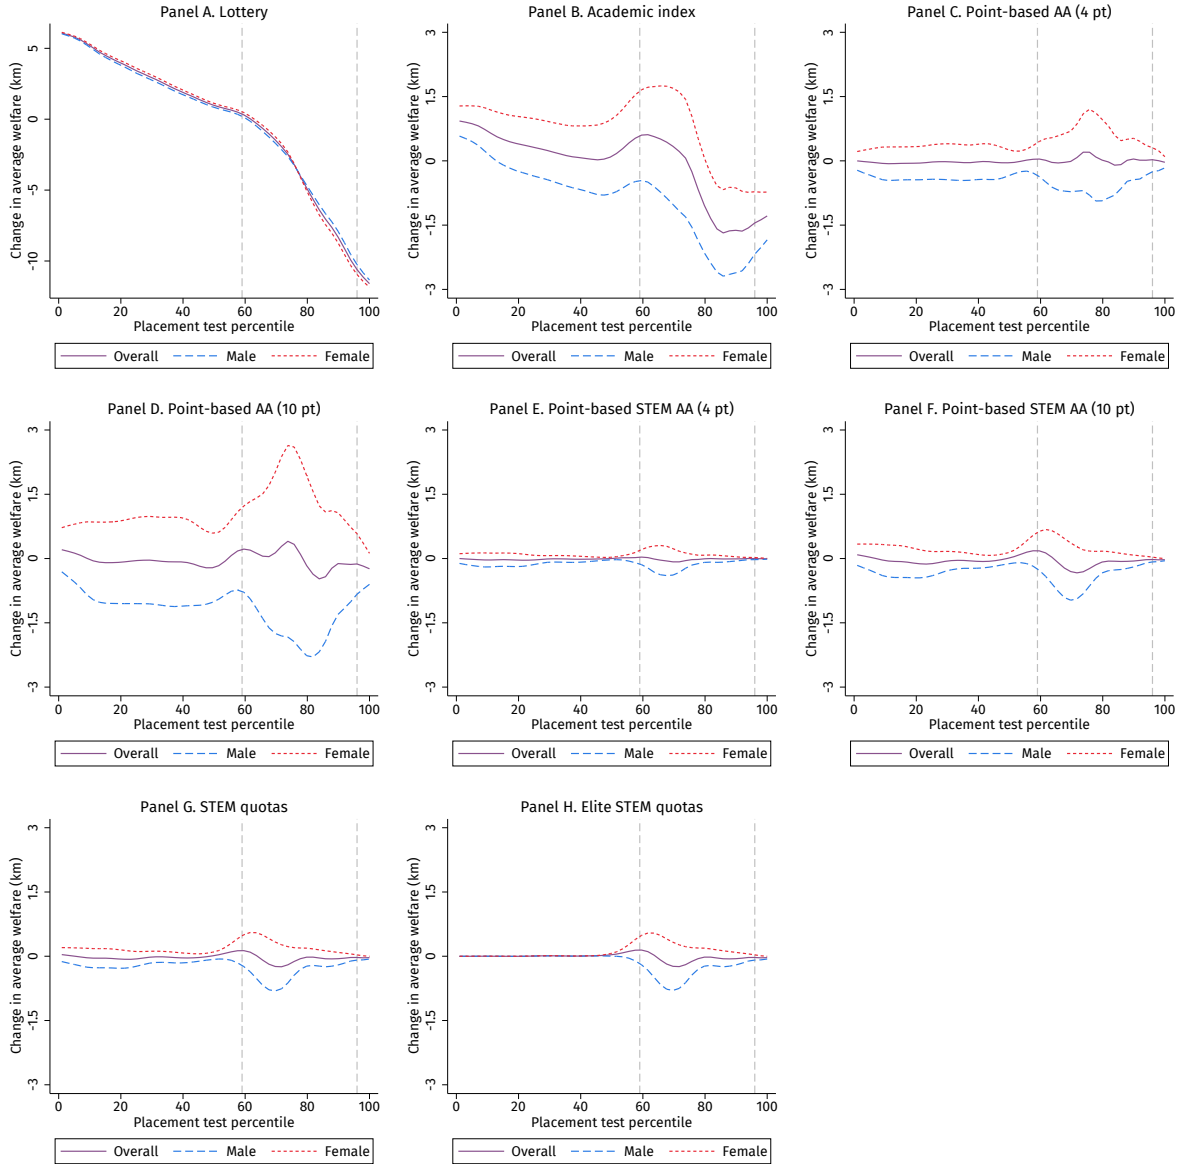 Panel A. Lottery
Change in average welfare (km)
5
0
-5
-10
0 20 40 60 80 100
Placement test percentile
Overall Male Female
Panel B. Academic index
Change in average welfare (km)
3
1.5
0
-1.5
-3
0 20 40 60 80 100
Placement test percentile
Overall Male Female
Panel C. Point-based AA (4 pt)
Change in average welfare (km)
3
1.5
0
-1.5
-3
0 20 40 60 80 100
Placement test percentile
Overall Male Female
Panel D. Point-based AA (10 pt)
Change in average welfare (km)
3
1.5
0
-1.5
-3
0 20 40 60 80 100
Placement test percentile
Overall Male Female
Panel E. Point-based STEM AA (4 pt)
Change in average welfare (km)
3
1.5
0
-1.5
-3
0 20 40 60 80 100
Placement test percentile
Overall Male Female
Panel F. Point-based STEM AA (10 pt)
Change in average welfare (km)
3
1.5
0
-1.5
-3
0 20 40 60 80 100
Placement test percentile
Overall Male Female
Panel G. STEM quotas
Change in average welfare (km)
3
1.5
0
-1.5
-3
0 20 40 60 80 100
Placement test percentile
Overall Male Female
Panel H. Elite STEM quotas
Change in average welfare (km)
3
1.5
0
-1.5
-3
0 20 40 60 80 100
Placement test percentile
Overall Male Female